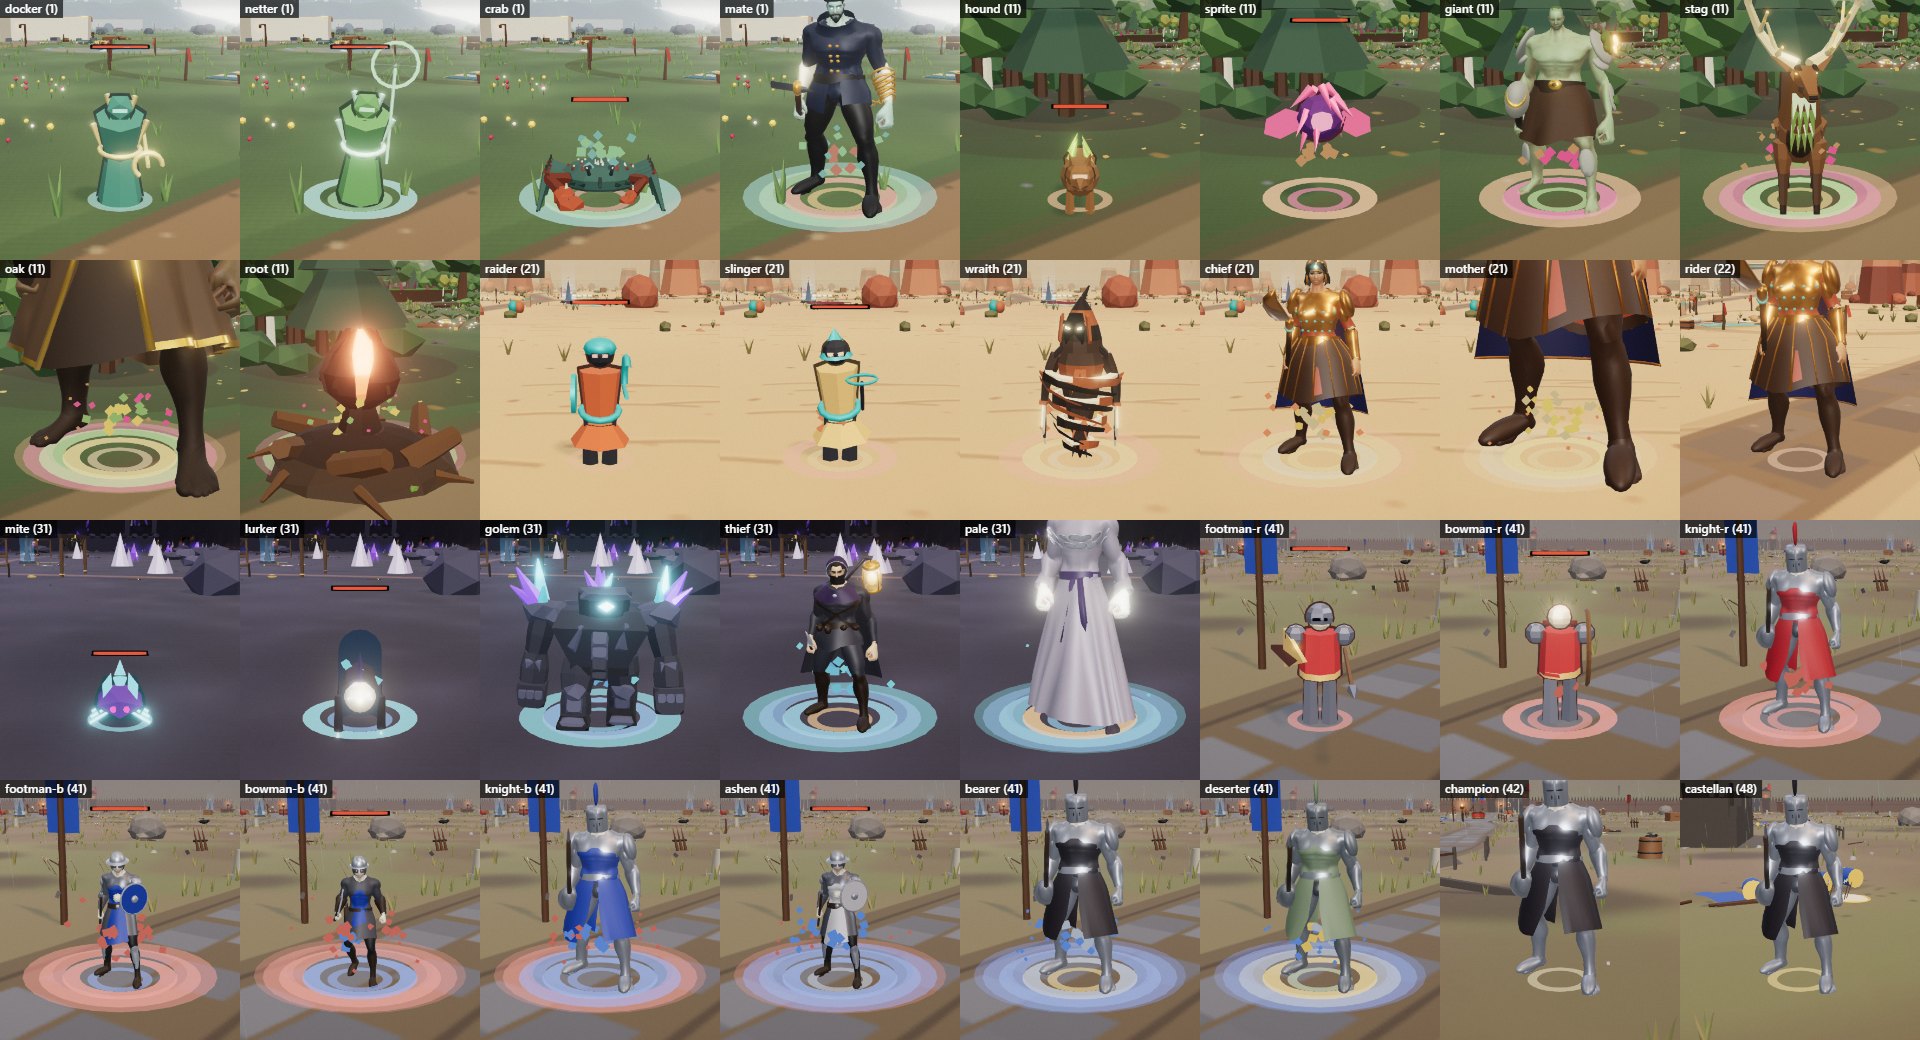 docker (1)
netter (1)
crab (1)
mate (1)
hound (11)
sprite (11)
giant (11)
stag (11)
oak (11)
root (11)
raider (21)
slinger (21)
wraith (21)
chief (21)
mother (21)
rider (22)
mite (31)
lurker (31)
golem (31)
thief (31)
pale (31)
footman-r (41)
bowman-r (41)
knight-r (41)
footman-b (41)
bowman-b (41)
knight-b (41)
ashen (41)
bearer (41)
deserter (41)
champion (42)
castellan (48)